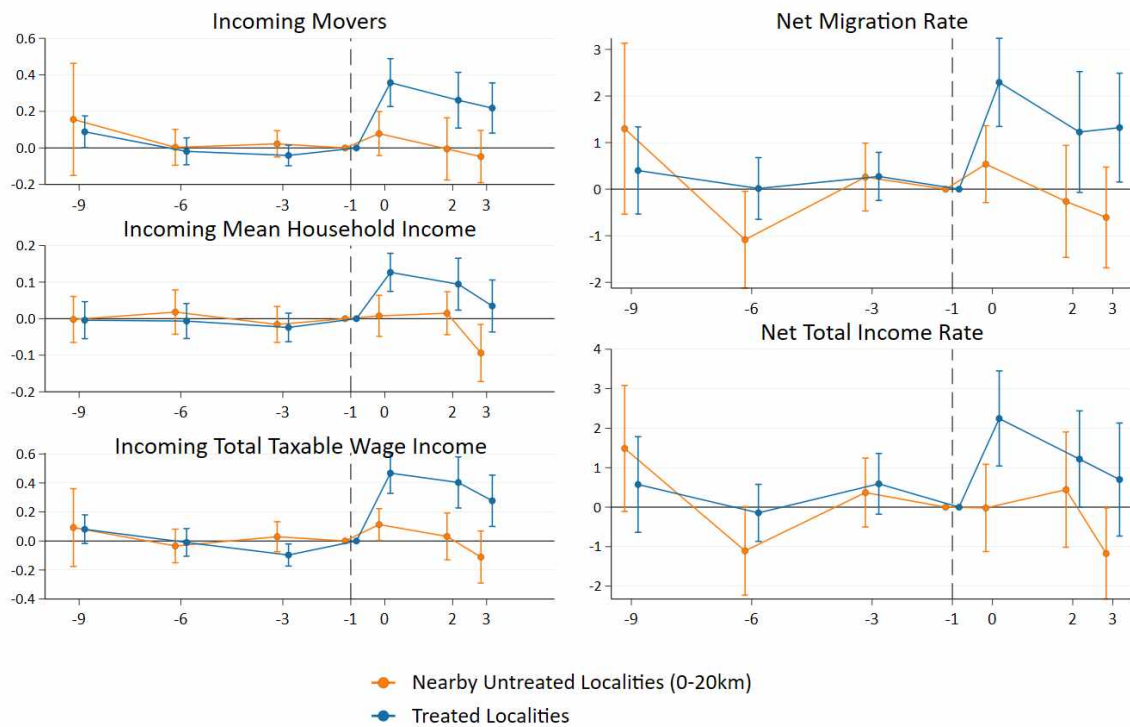 Incoming Movers
0.6
0.4
0.2
0.0
-0.2
-9 -6 -3 -1 0 2 3
Incoming Mean Household Income
0.2
0.1
0.0
-0.1
-0.2
-9 -6 -3 -1 0 2 3
Incoming Total Taxable Wage Income
0.6
0.4
0.2
0.0
-0.2
-0.4
-9 -6 -3 -1 0 2 3
Net Migration Rate
3
2
1
0
-1
-2
-9 -6 -3 -1 0 2 3
Net Total Income Rate
4
3
2
1
0
-1
-2
-9 -6 -3 -1 0 2 3
Nearby Untreated Localities (0-20km)
Treated Localities